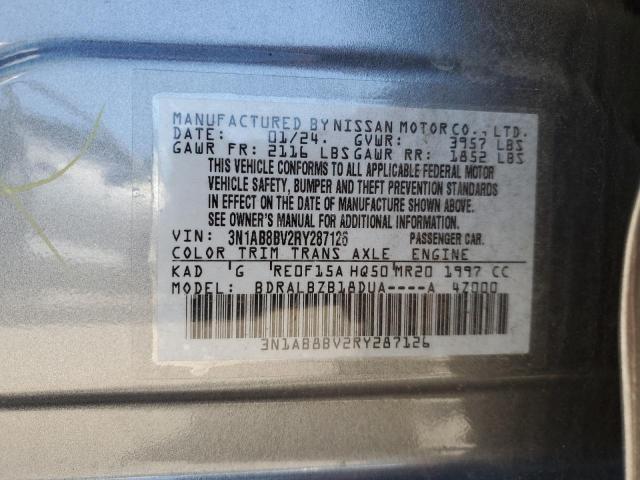 MANUFACTURED BY NISSAN MOTOR CO., LTD.
DATE: 01/24. GVWR: 3957 LBS
GAWR FR: 2116 LBS GAWR RR: 1852 LBS
THIS VEHICLE CONFORMS TO ALL APPLICABLE FEDERAL MOTOR
VEHICLE SAFETY, BUMPER AND THEFT PREVENTION STANDARDS
IN EFFECT ON THE DATE OF MANUFACTURE SHOWN ABOVE.
SEE OWNER'S MANUAL FOR ADDITIONAL INFORMATION.
VIN: 3N1AB8BV2RY287126 PASSENGER CAR.
COLOR TRIM TRANS AXLE ENGINE
KAD G RE0F15A HQ50 MR20 1997 CC
MODEL: BDRALBZB18DUA----A 4Z000
3N1AB8BV2RY287126